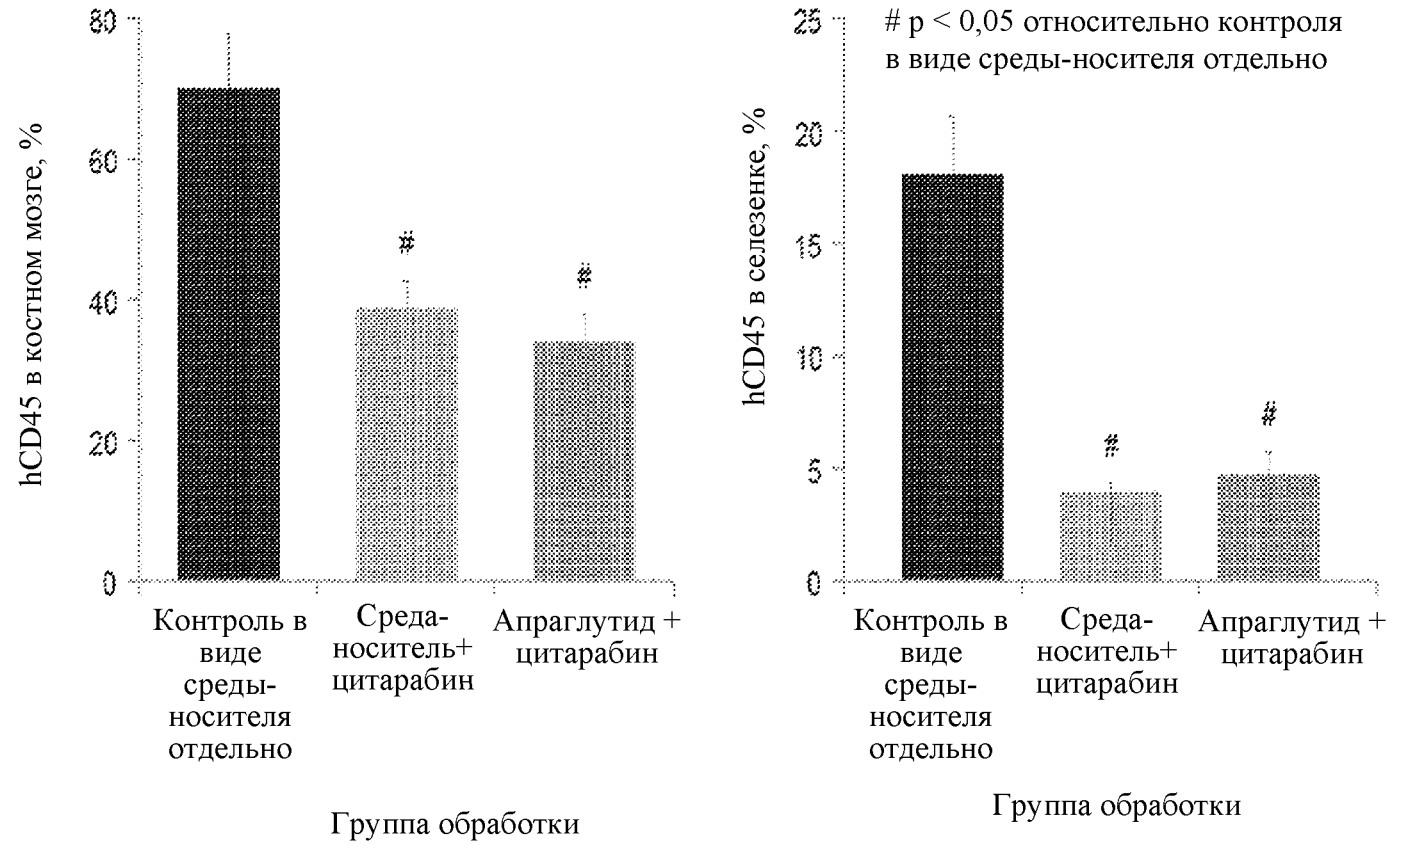 hCD45 в костном мозге, %
80
60
40
20
0
#
#
Контроль в
виде
среды-
носителя
отдельно
Среда-
носитель+
цитарабин
Апраглутид +
цитарабин
Группа обработки
# p < 0,05 относительно контроля
в виде среды-носителя отдельно
hCD45 в селезенке, %
25
20
15
10
5
0
#
#
Контроль в
виде
среды-
носителя
отдельно
Среда-
носитель+
цитарабин
Апраглутид +
цитарабин
Группа обработки